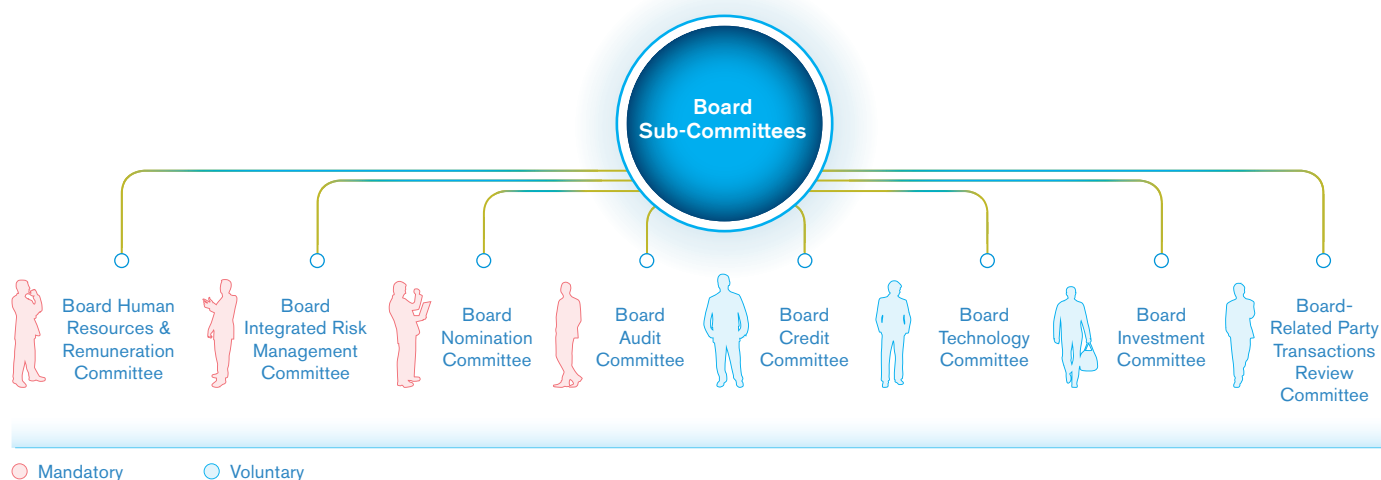 Board
Sub-Committees
Board Human
Resources &
Remuneration
Committee
Board
Integrated Risk
Management
Committee
Board
Nomination
Committee
Board
Audit
Committee
Board
Credit
Committee
Board
Technology
Committee
Board
Investment
Committee
Board-
Related Party
Transactions
Review
Committee
Mandatory
Voluntary